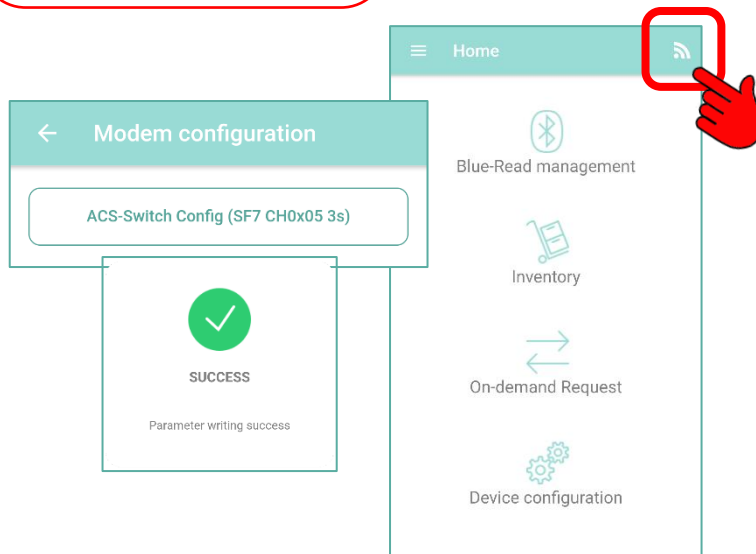 Home
Modem configuration
ACS-Switch Config (SF7 CH0x05 3s)
SUCCESS
Parameter writing success
Blue-Read management
Inventory
On-demand Request
Device configuration